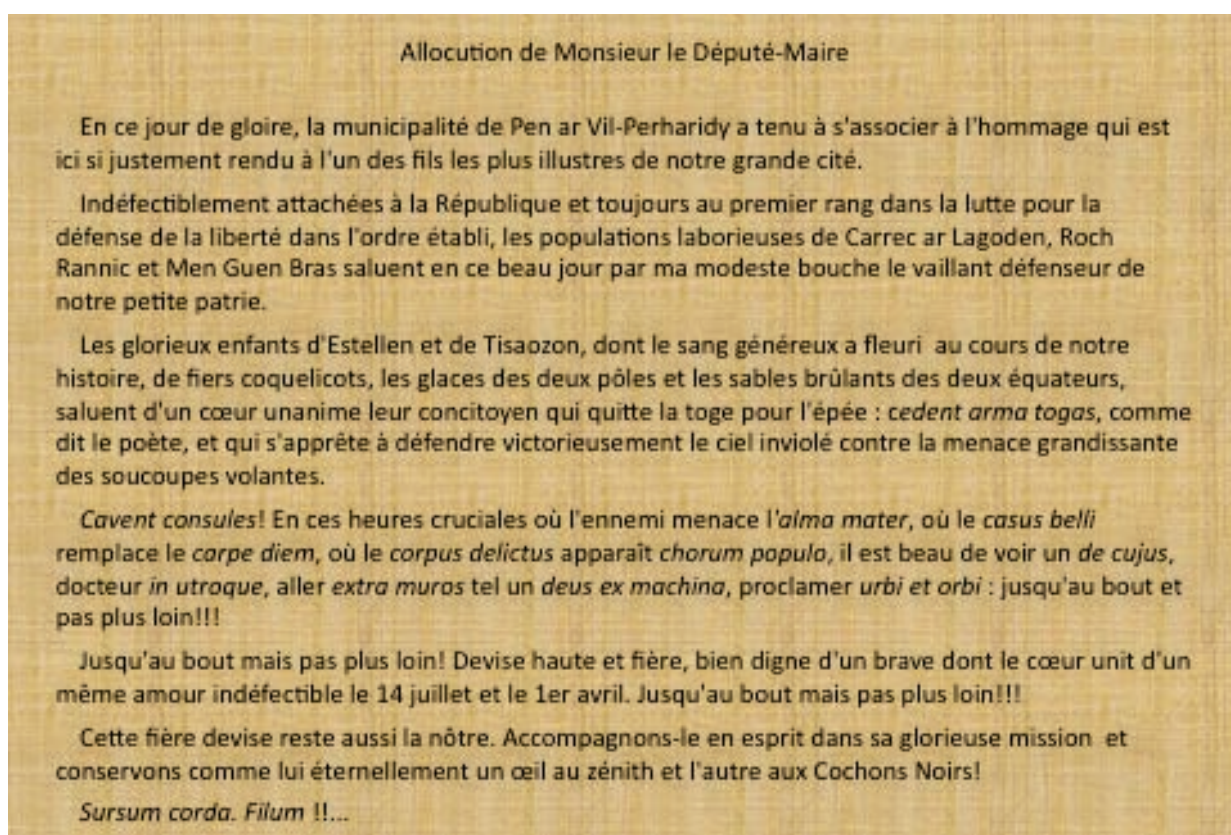 Allocution de Monsieur le Député-Maire
En ce jour de gloire, la municipalité de Pen ar Vil-Perharidy a tenu à s'associer à l'hommage qui est
ici si justement rendu à l'un des fils les plus illustres de notre grande cité.
Indéfectiblement attachées à la République et toujours au premier rang dans la lutte pour la
défense de la liberté dans l'ordre établi, les populations laborieuses de Carrec ar Lagoden, Roch
Rannic et Men Guen Bras saluent en ce beau jour par ma modeste bouche le vaillant défenseur de
notre petite patrie.
Les glorieux enfants d'Estellen et de Tisaozon, dont le sang généreux a fleuri au cours de notre
histoire, de fiers coquelicots, les glaces des deux pôles et les sables brûlants des deux équateurs,
saluent d'un cœur unanime leur concitoyen qui quitte la toge pour l'épée : cedent arma togas, comme
dit le poète, et qui s'apprête à défendre victorieusement le ciel inviolé contre la menace grandissante
des soucoupes volantes.
Cavent consules! En ces heures cruciales où l'ennemi menace l'alma mater, où le casus belli
remplace le carpe diem, où le corpus delictus apparaît chorum populo, il est beau de voir un de cujus,
docteur in utroque, aller extra muros tel un deus ex machina, proclamer urbi et orbi : jusqu'au bout et
pas plus loin!!!
Jusqu'au bout mais pas plus loin! Devise haute et fière, bien digne d'un brave dont le cœur unit d'un
même amour indéfectible le 14 juillet et le 1er avril. Jusqu'au bout mais pas plus loin!!!
Cette fière devise reste aussi la nôtre. Accompagnons-le en esprit dans sa glorieuse mission et
conservons comme lui éternellement un œil au zénith et l'autre aux Cochons Noirs!
Sursum corda. Filum !!...